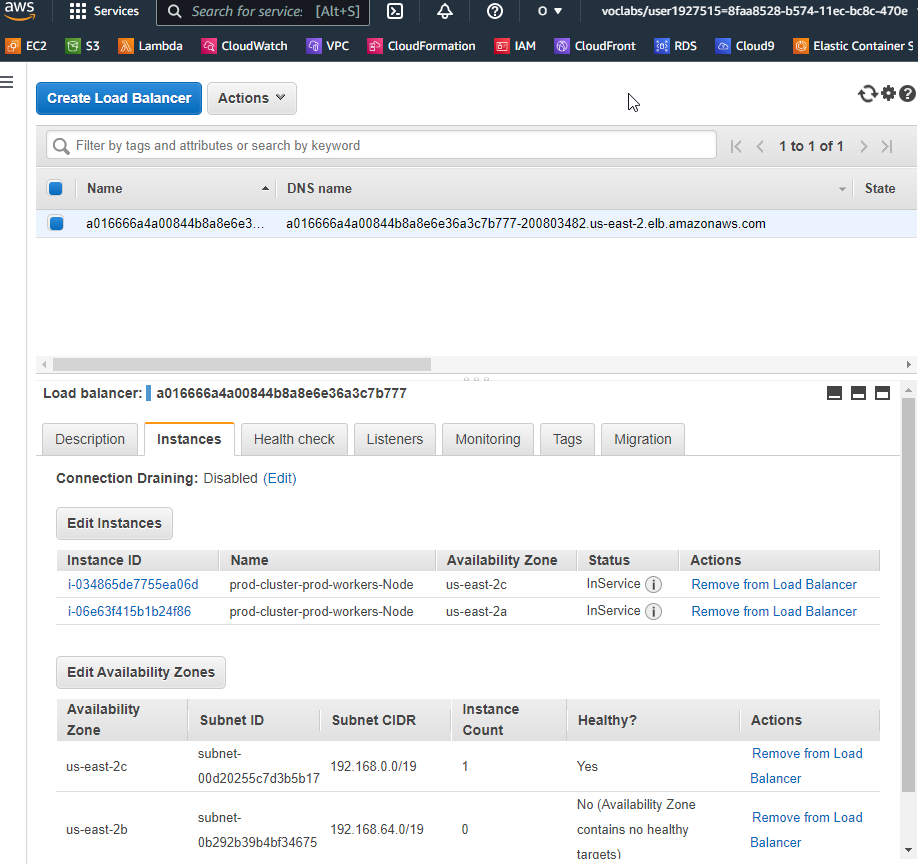 aws Services Search for services [Alt+S] O ▼ voclabs/user1927515=8faa8528-b574-11ec-bc8c-470e
EC2 S3 Lambda CloudWatch VPC CloudFormation IAM CloudFront RDS Cloud9 Elastic Container S
Create Load Balancer Actions
Filter by tags and attributes or search by keyword 1 to 1 of 1
Name DNS name State
a016666a4a00844b8a8e6e3... a016666a4a00844b8a8e6e36a3c7b777-200803482.us-east-2.elb.amazonaws.com
Load balancer: a016666a4a00844b8a8e6e36a3c7b777
Description Instances Health check Listeners Monitoring Tags Migration
Connection Draining: Disabled (Edit)
Edit Instances
Instance ID Name Availability Zone Status Actions
i-034865de7755ea06d prod-cluster-prod-workers-Node us-east-2c InService i Remove from Load Balancer
i-06e63f415b1b24f86 prod-cluster-prod-workers-Node us-east-2a InService i Remove from Load Balancer
Edit Availability Zones
Availability Zone Subnet ID Subnet CIDR Instance Count Healthy? Actions
us-east-2c subnet-00d20255c7d3b5b17 192.168.0.0/19 1 Yes Remove from Load Balancer
us-east-2b subnet-0b292b39b4bf34675 192.168.64.0/19 0 No (Availability Zone contains no healthy targets) Remove from Load Balancer